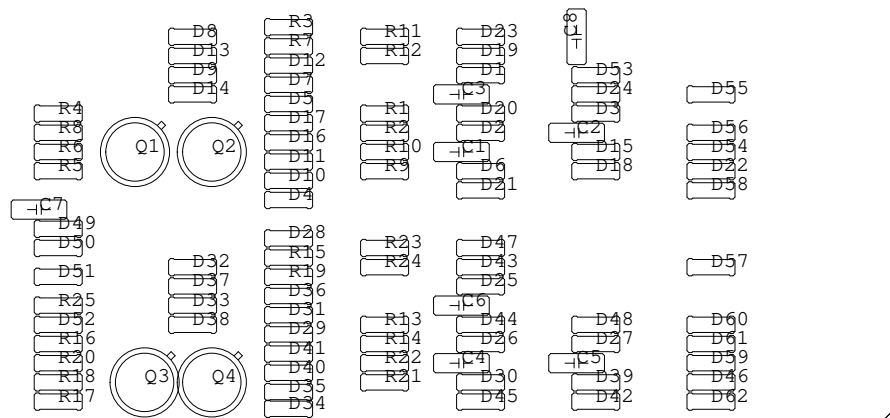 R3
C8
D8
R11
D23
R7
D13
R12
D19
D12
D9
D1
D53
D7
D14
C3
D24
D55
D5
R4
R1
D20
D3
D17
R8
R2
D2
C2
D56
D16
Q1
Q2
R6
R10
C1
D15
D54
D11
R5
R9
D6
D18
D22
D10
D21
D58
D4
C7
D49
D28
D50
R15
R23
D47
D51
D32
R19
R24
D43
D57
D37
D36
D25
R25
D33
D31
C6
D52
D38
D29
R13
D44
D48
D60
R16
D41
R14
D26
D27
D61
R20
D40
R22
C4
C5
D59
R18
Q3
Q4
D35
R21
D30
D39
D46
R17
D34
D45
D42
D62